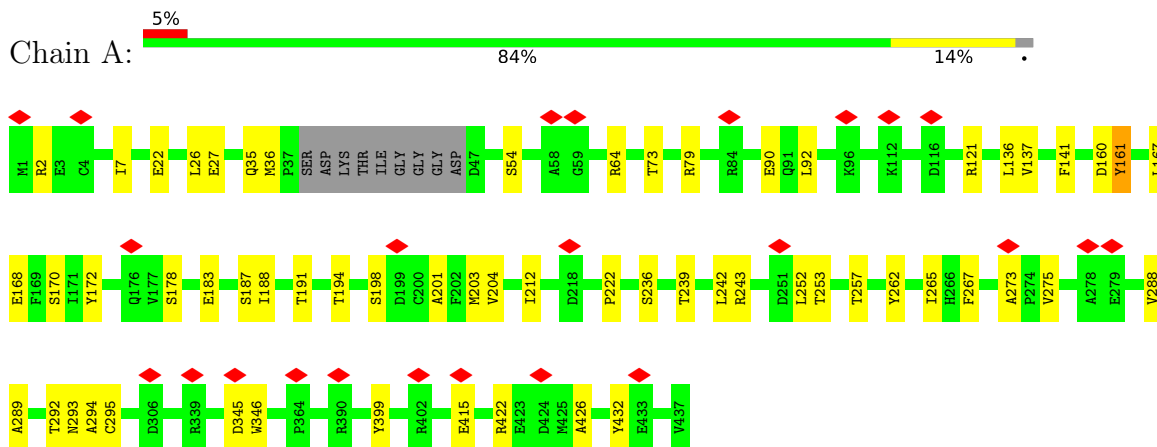 5%
Chain A:
84% 14% •
M1 R2 E3 C4 I7 E22 L26 E27 Q35 M36 P37 SER ASP LYS THR ILE GLY GLY GLY ASP D47 S54 A58 G59 R64 T73 R79 R84 E90 Q91 L92 K96 K112 D116 R121 L136 V137 F141 D160 Y161 L167
E168 F169 S170 I171 Y172 Q176 V177 S178 E183 S187 I188 T191 T194 S198 D199 C200 A201 F202 M203 V204 I212 D218 P222 S236 T239 L242 R243 D251 L252 T253 T257 Y262 I265 H266 F267 A273 P274 V275 A278 E279 V288
A289 T292 N293 A294 C295 D306 R339 D345 W346 P364 R390 Y399 R402 E415 R422 E423 D424 M425 A426 Y432 E433 V437